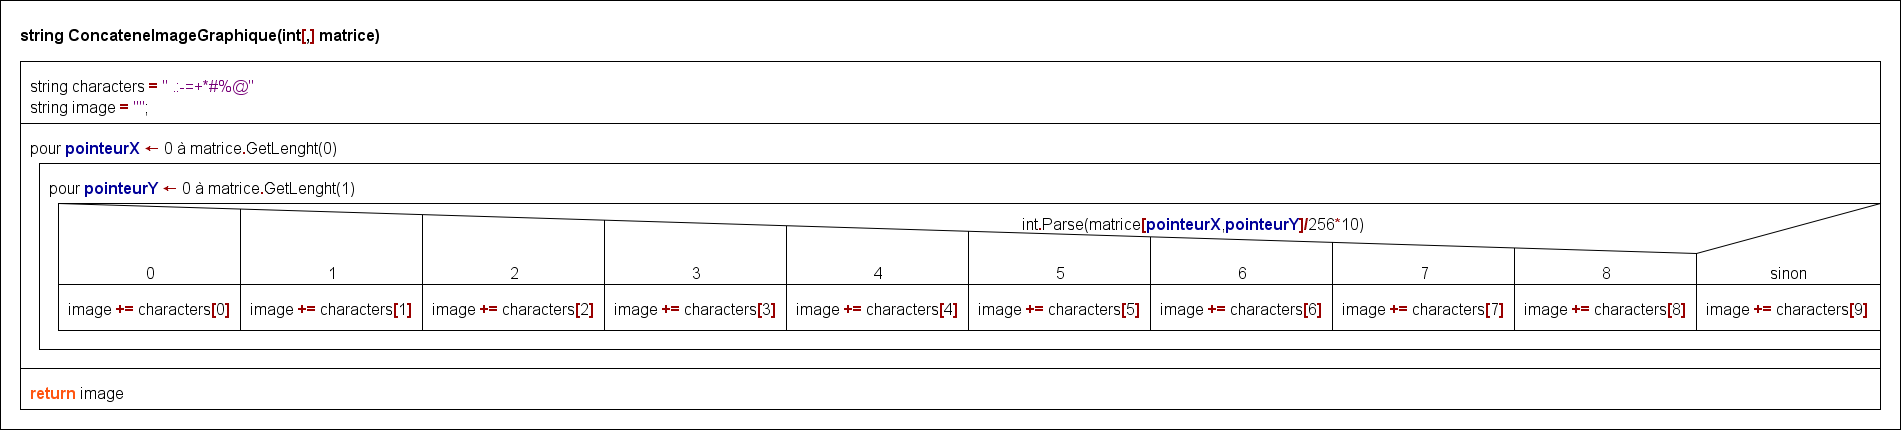 string ConcateneImageGraphique(int[,] matrice)
string characters = " .:-=+*#%@"
string image = "";
pour pointeurX ← 0 à matrice.GetLenght(0)
pour pointeurY ← 0 à matrice.GetLenght(1)
int.Parse(matrice[pointeurX,pointeurY]/256*10)
0 1 2 3 4 5 6 7 8 sinon
image += characters[0] image += characters[1] image += characters[2] image += characters[3] image += characters[4] image += characters[5] image += characters[6] image += characters[7] image += characters[8] image += characters[9]
return image